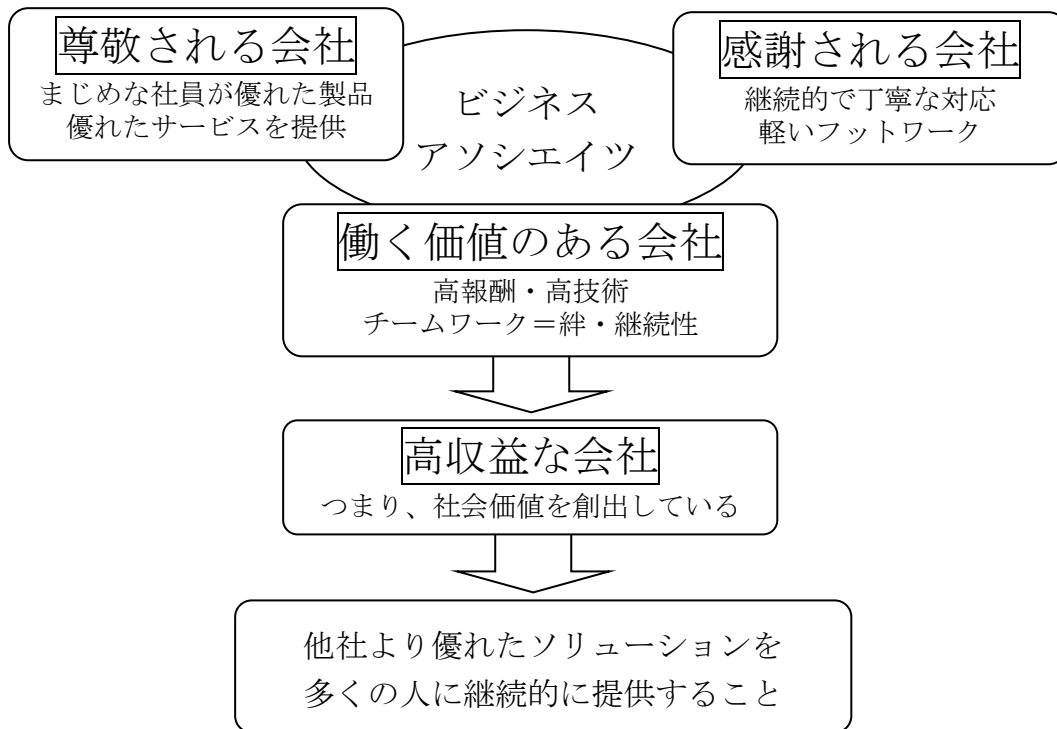 尊敬される会社
まじめな社員が優れた製品
優れたサービスを提供
ビジネス
アソシエイツ
感謝される会社
継続的で丁寧な対応
軽いフットワーク
働く価値のある会社
高報酬・高技術
チームワーク＝絆・継続性
高収益な会社
つまり、社会価値を創出している
他社より優れたソリューションを
多くの人に継続的に提供すること